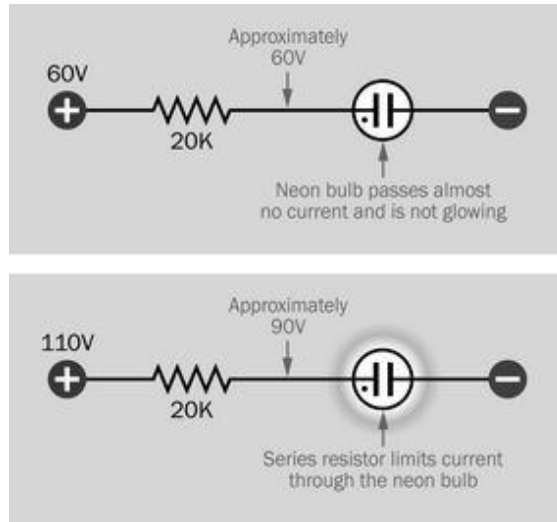 Approximately
60V
60V
20K
Neon bulb passes almost
no current and is not glowing
Approximately
90V
110V
20K
Series resistor limits current
through the neon bulb